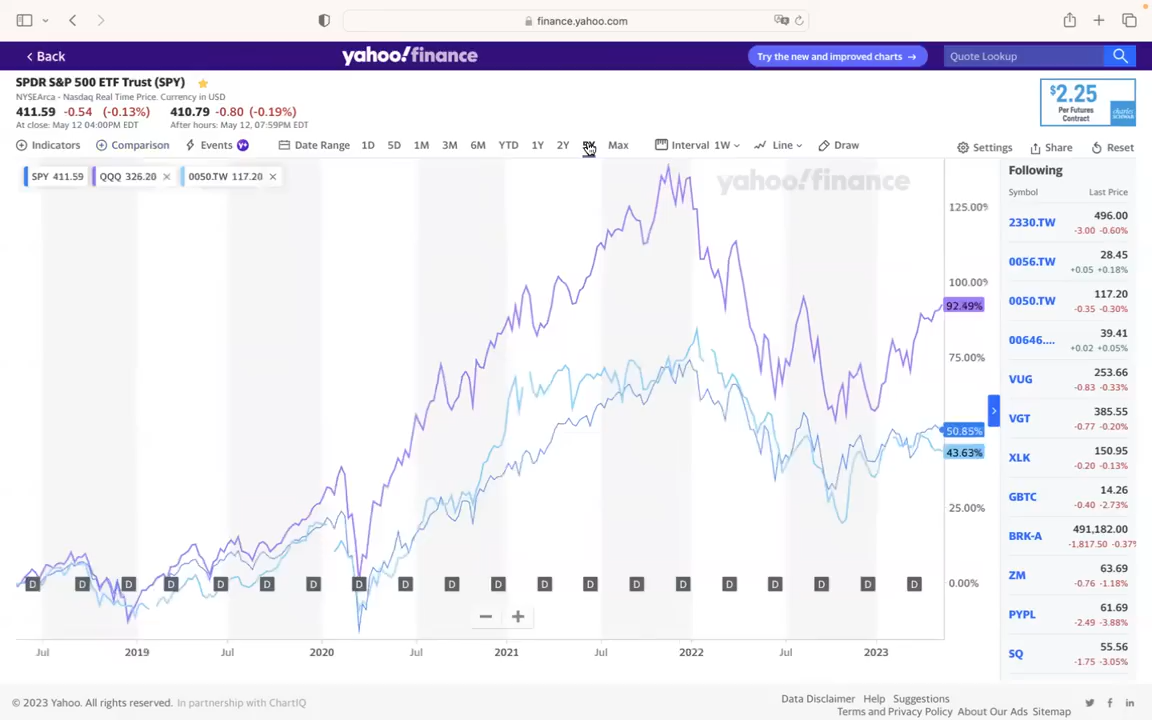 finance.yahoo.com
Back
yahoo!finance
Try the new and improved charts →
Quote Lookup
SPDR S&P 500 ETF Trust (SPY)
NYSEArca - Nasdaq Real Time Price. Currency in USD
411.59 -0.54 (-0.13%) 410.79 -0.80 (-0.19%)
At close: May 12 04:00PM EDT After hours: May 12, 07:59PM EDT
$2.25
Per Futures
Contract
charles
SCHWAB
Indicators Comparison Events Y+ Date Range 1D 5D 1M 3M 6M YTD 1Y 2Y 5Y Max Interval 1W Line Draw Settings Share Reset
SPY 411.59 QQQ 326.20 0050.TW 117.20
yahoo!finance
125.00%
100.00%
92.49%
75.00%
50.85%
43.63%
25.00%
0.00%
D D D D D D D D D D D D D D D D D D D D
Jul 2019 Jul 2020 Jul 2021 Jul 2022 Jul 2023
Following
Symbol Last Price
2330.TW 496.00
-3.00 -0.60%
0056.TW 28.45
+0.05 +0.18%
0050.TW 117.20
-0.35 -0.30%
00646.... 39.41
+0.02 +0.05%
VUG 253.66
-0.83 -0.33%
VGT 385.55
-0.77 -0.20%
XLK 150.95
-0.20 -0.13%
GBTC 14.26
-0.40 -2.73%
BRK-A 491,182.00
-1,817.50 -0.37%
ZM 63.69
-0.76 -1.18%
PYPL 61.69
-2.49 -3.88%
SQ 55.56
-1.75 -3.05%
© 2023 Yahoo. All rights reserved. In partnership with ChartIQ
Data Disclaimer Help Suggestions
Terms and Privacy Policy About Our Ads Sitemap